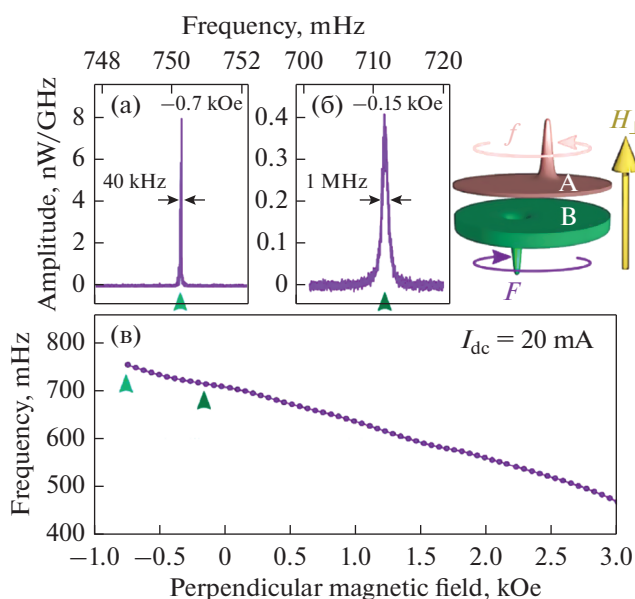 Frequency, mHz
748 750 752 700 710 720
Amplitude, nW/GHz
8
6
4
2
0
(а)
−0.7 kOe
40 kHz
0.4
0.3
0.2
0.1
0
(б)
−0.15 kOe
1 MHz
f
A
B
F
H⊥
Frequency, mHz
800
700
600
500
400
(в)
I_dc = 20 mA
−1.0 −0.5 0 0.5 1.0 1.5 2.0 2.5 3.0
Perpendicular magnetic field, kOe